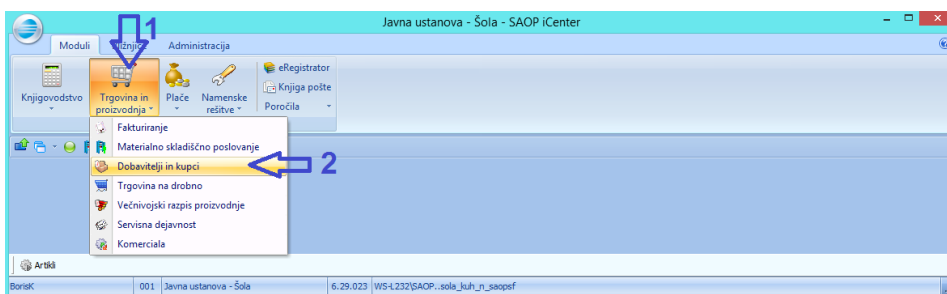 Javna ustanova - Šola - SAOP iCenter
1
Moduli
Administracija
Knjigovodstvo
Trgovina in
proizvodnja
Plače
Namenske
rešitve
eRegistrator
Knjiga pošte
Poročila
Fakturiranje
Materialno skladiščno poslovanje
Dobavitelji in kupci
2
Trgovina na drobno
Večnivojski razpis proizvodnje
Servisna dejavnost
Komerciala
Artikli
BorisK 001 Javna ustanova - Šola 6.29.023 WS-L232\SAOP..sola_kuh_n_saopsf